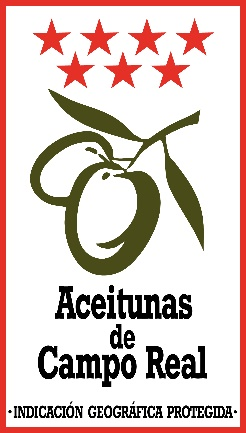 Aceitunas
de
Campo Real
·INDICACIÓN GEOGRÁFICA PROTEGIDA·